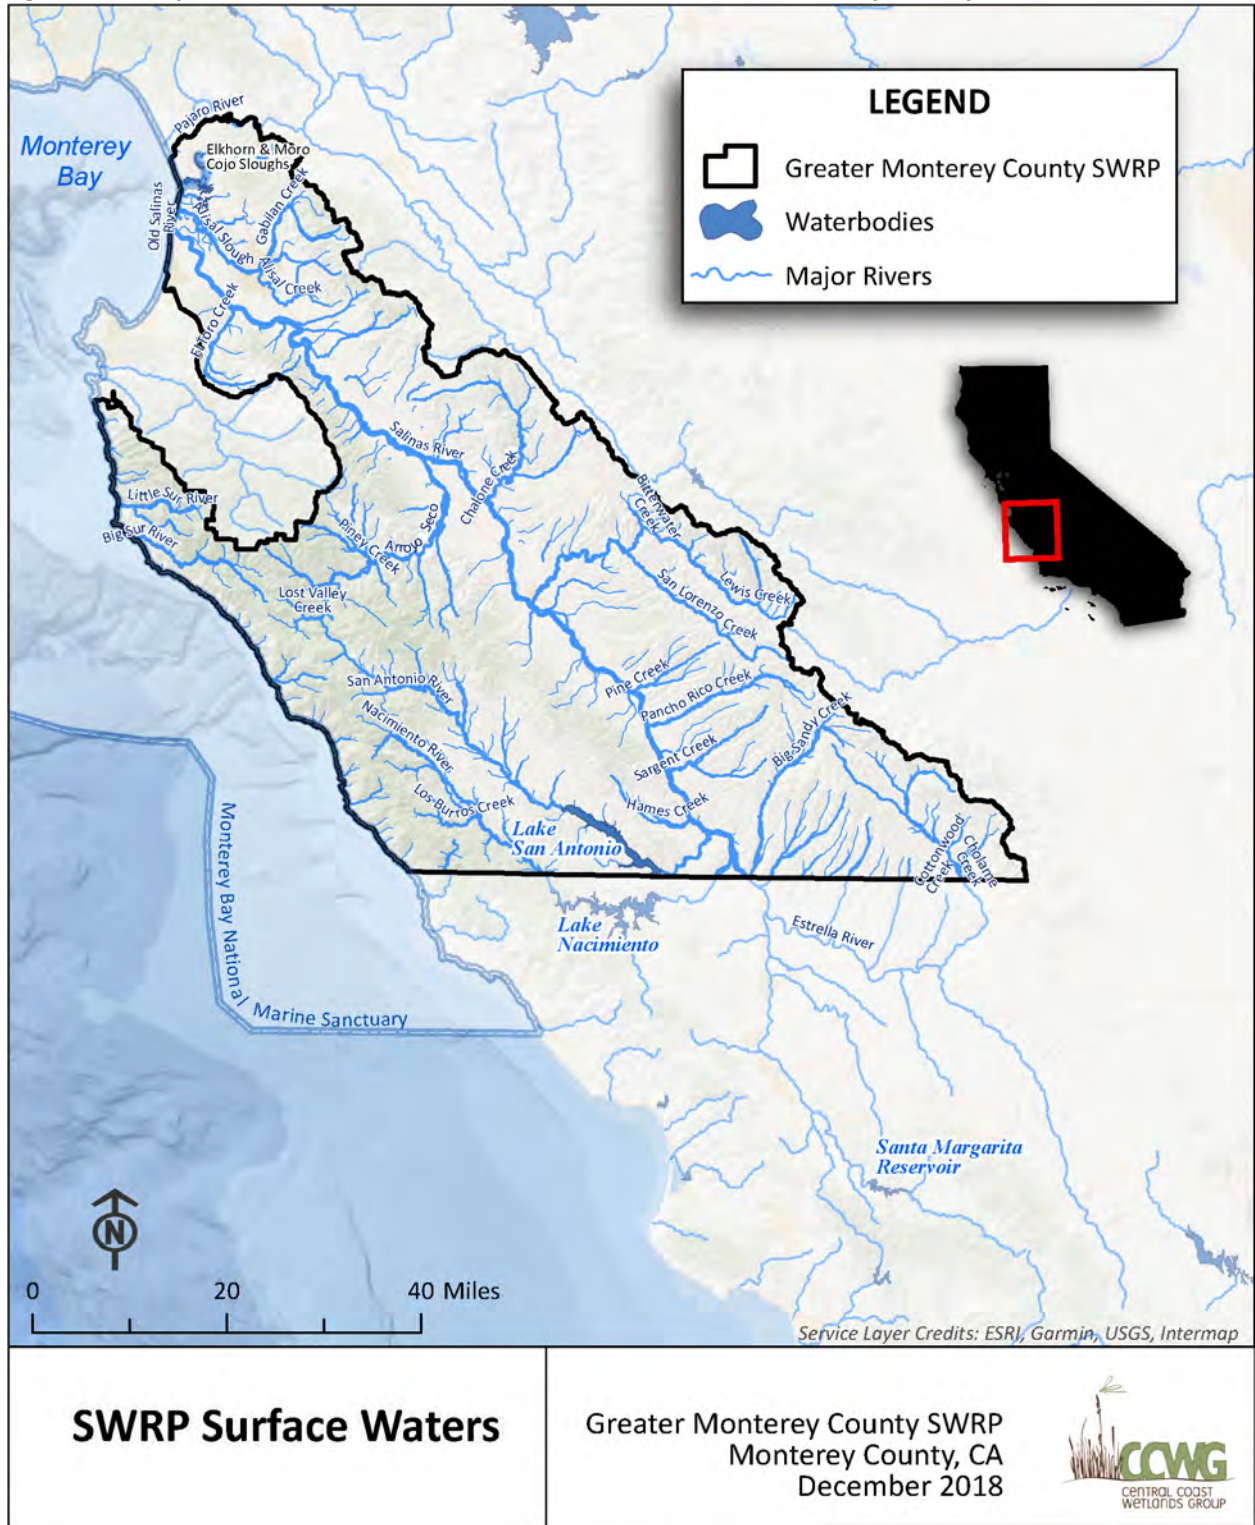 LEGEND
Greater Monterey County SWRP
Waterbodies
Major Rivers
Monterey
Bay
Pajaro River
Elkhorn & Moro
Cojo Sloughs
Old Salinas
River
Alisal Slough
Gabilan Creek
Alisal Creek
El Toro Creek
Salinas River
Chalone Creek
Bitterwater
Creek
Lewis Creek
San Lorenzo Creek
Little Sur River
Big Sur River
Piney Creek
Arroyo Seco
Lost Valley
Creek
San Antonio River
Nacimiento River
Los Burros Creek
Pine Creek
Pancho Rico Creek
Sargent Creek
Big Sandy Creek
Hames Creek
Lake
San Antonio
Cottonwood
Creek
Cholame
Creek
Lake
Nacimiento
Estrella River
Monterey Bay National
Marine Sanctuary
Santa Margarita
Reservoir
N
0 20 40 Miles
Service Layer Credits: ESRI, Garmin, USGS, Intermap
SWRP Surface Waters
Greater Monterey County SWRP
Monterey County, CA
December 2018
CCWG
CENTRAL COAST
WETLANDS GROUP